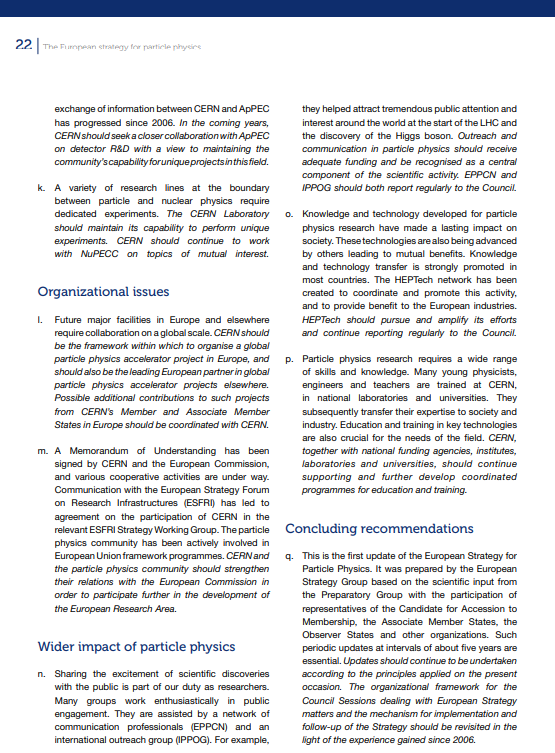 22
The European strategy for particle physics
exchange of information between CERN and ApPEC
has progressed since 2006. In the coming years,
CERN should seek a closer collaboration with ApPEC
on detector R&D with a view to maintaining the
community's capability for unique projects in this field.
k. A variety of research lines at the boundary
between particle and nuclear physics require
dedicated experiments. The CERN Laboratory
should maintain its capability to perform unique
experiments. CERN should continue to work
with NuPECC on topics of mutual interest.
Organizational issues
l. Future major facilities in Europe and elsewhere
require collaboration on a global scale. CERN should
be the framework within which to organise a global
particle physics accelerator project in Europe, and
should also be the leading European partner in global
particle physics accelerator projects elsewhere.
Possible additional contributions to such projects
from CERN's Member and Associate Member
States in Europe should be coordinated with CERN.
m. A Memorandum of Understanding has been
signed by CERN and the European Commission,
and various cooperative activities are under way.
Communication with the European Strategy Forum
on Research Infrastructures (ESFRI) has led to
agreement on the participation of CERN in the
relevant ESFRI Strategy Working Group. The particle
physics community has been actively involved in
European Union framework programmes. CERN and
the particle physics community should strengthen
their relations with the European Commission in
order to participate further in the development of
the European Research Area.
Wider impact of particle physics
n. Sharing the excitement of scientific discoveries
with the public is part of our duty as researchers.
Many groups work enthusiastically in public
engagement. They are assisted by a network of
communication professionals (EPPCN) and an
international outreach group (IPPOG). For example,
they helped attract tremendous public attention and
interest around the world at the start of the LHC and
the discovery of the Higgs boson. Outreach and
communication in particle physics should receive
adequate funding and be recognised as a central
component of the scientific activity. EPPCN and
IPPOG should both report regularly to the Council.
o. Knowledge and technology developed for particle
physics research have made a lasting impact on
society. These technologies are also being advanced
by others leading to mutual benefits. Knowledge
and technology transfer is strongly promoted in
most countries. The HEPTech network has been
created to coordinate and promote this activity,
and to provide benefit to the European industries.
HEPTech should pursue and amplify its efforts
and continue reporting regularly to the Council.
p. Particle physics research requires a wide range
of skills and knowledge. Many young physicists,
engineers and teachers are trained at CERN,
in national laboratories and universities. They
subsequently transfer their expertise to society and
industry. Education and training in key technologies
are also crucial for the needs of the field. CERN,
together with national funding agencies, institutes,
laboratories and universities, should continue
supporting and further develop coordinated
programmes for education and training.
Concluding recommendations
q. This is the first update of the European Strategy for
Particle Physics. It was prepared by the European
Strategy Group based on the scientific input from
the Preparatory Group with the participation of
representatives of the Candidate for Accession to
Membership, the Associate Member States, the
Observer States and other organizations. Such
periodic updates at intervals of about five years are
essential. Updates should continue to be undertaken
according to the principles applied on the present
occasion. The organizational framework for the
Council Sessions dealing with European Strategy
matters and the mechanism for implementation and
follow-up of the Strategy should be revisited in the
light of the experience gained since 2006.